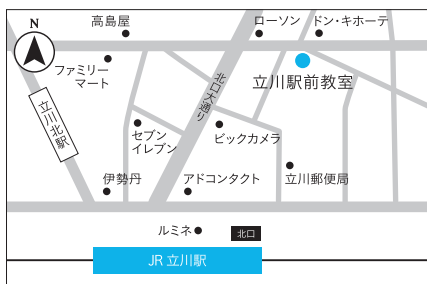 N
高島屋
ローソン
ドン・キホーテ
ファミリー
マート
立川駅前教室
立川北駅
北口大通り
セブン
イレブン
ビックカメラ
伊勢丹
アドコンタクト
立川郵便局
ルミネ
北口
JR 立川駅